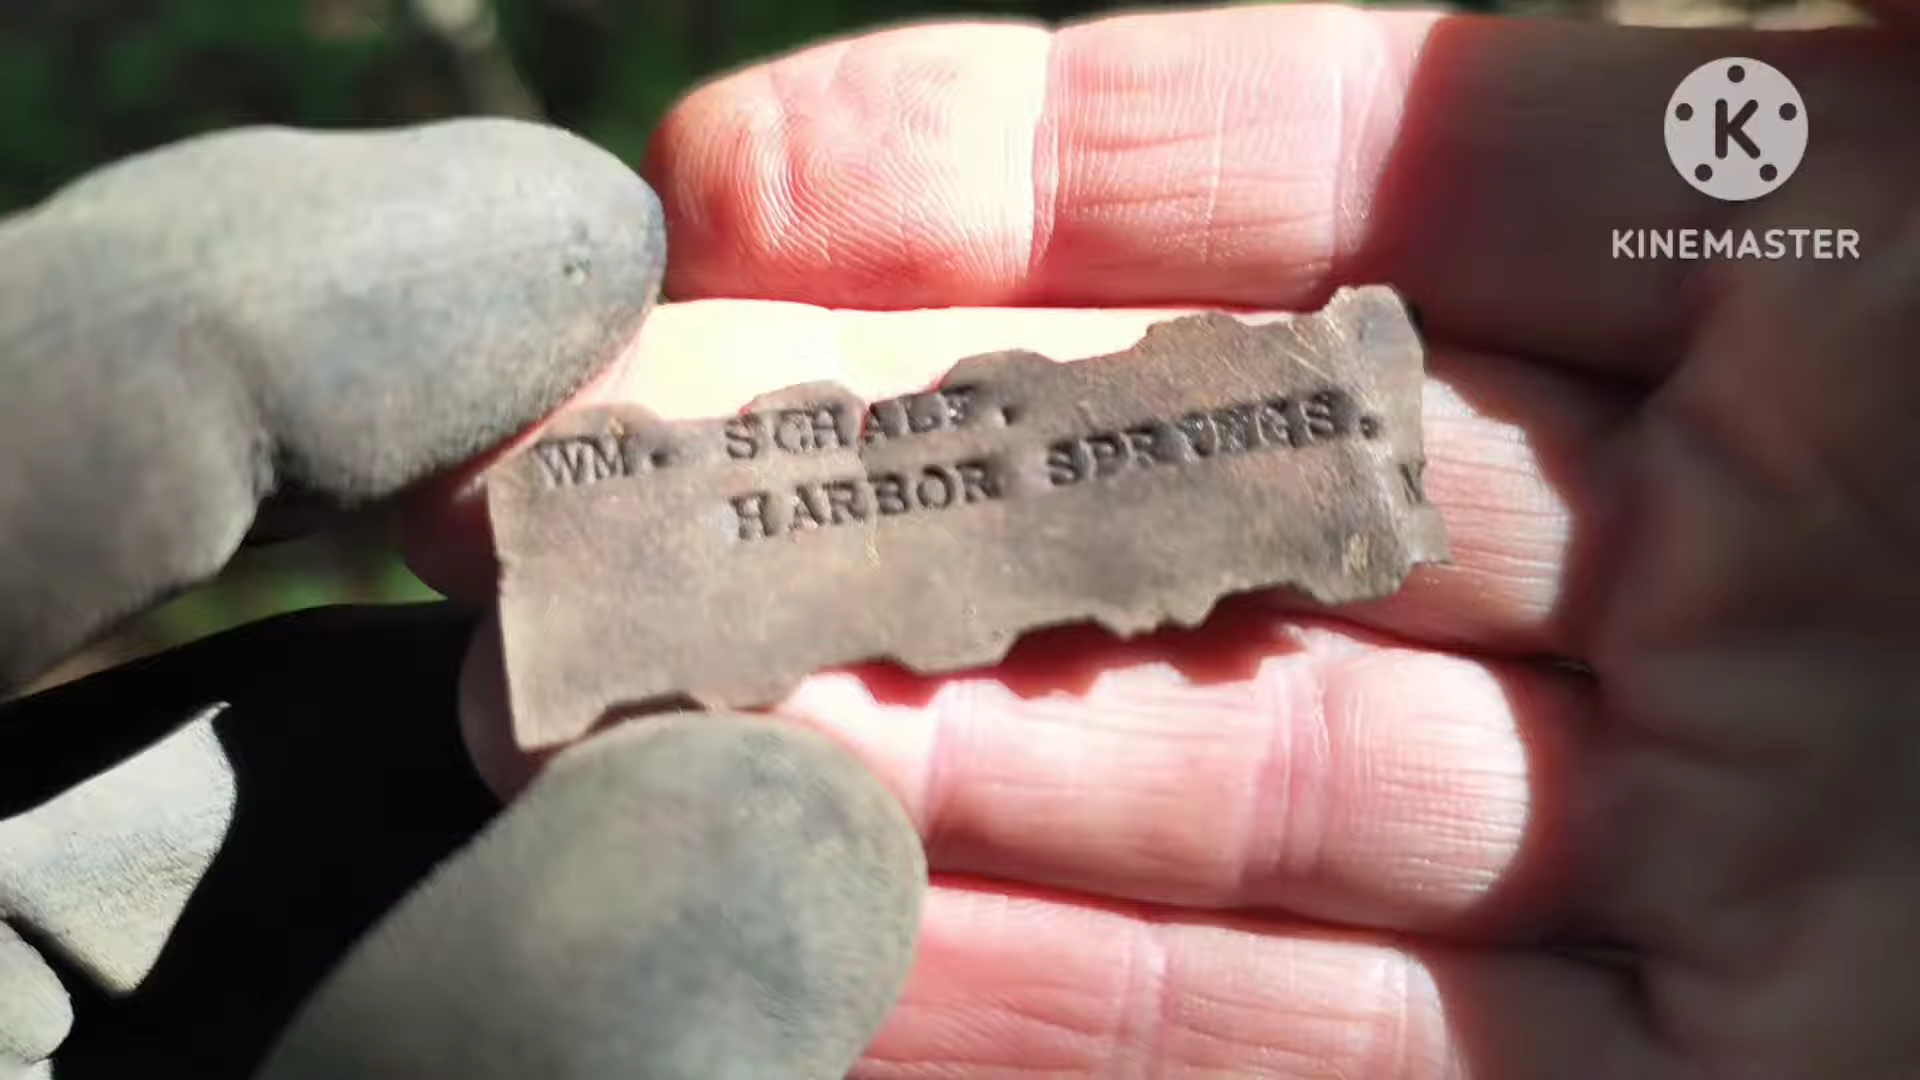 WM. SCHALF.
HARBOR SPRINGS.
M
K
KINEMASTER